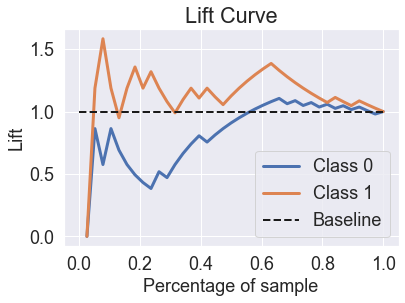 Lift Curve
1.5
1.0
0.5
0.0
Lift
Class 0
Class 1
Baseline
0.0 0.2 0.4 0.6 0.8 1.0
Percentage of sample